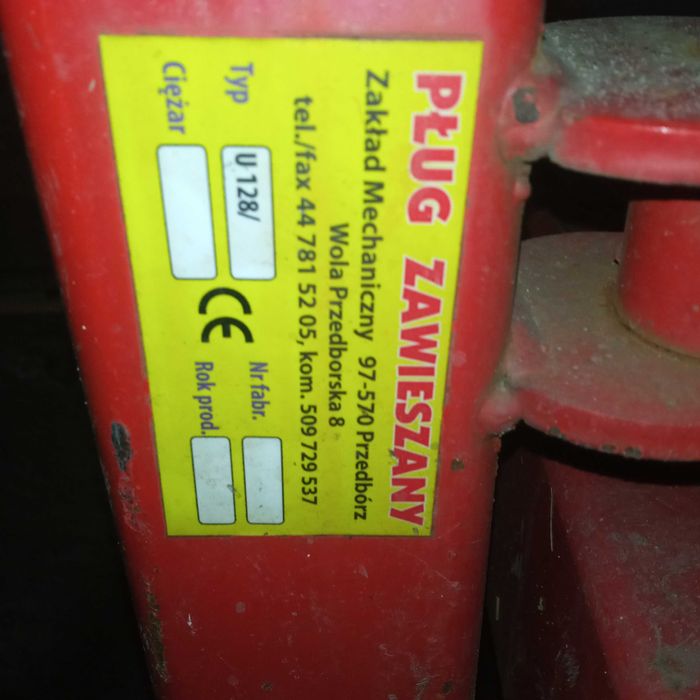 PŁUG ZAWIESZANY
Zakład Mechaniczny 97-570 Przedbórz
Wola Przedborska 8
tel./fax 44 781 52 05, kom. 509 729 537
Typ U 128/ CE Nr fabr.
Ciężar Rok prod.